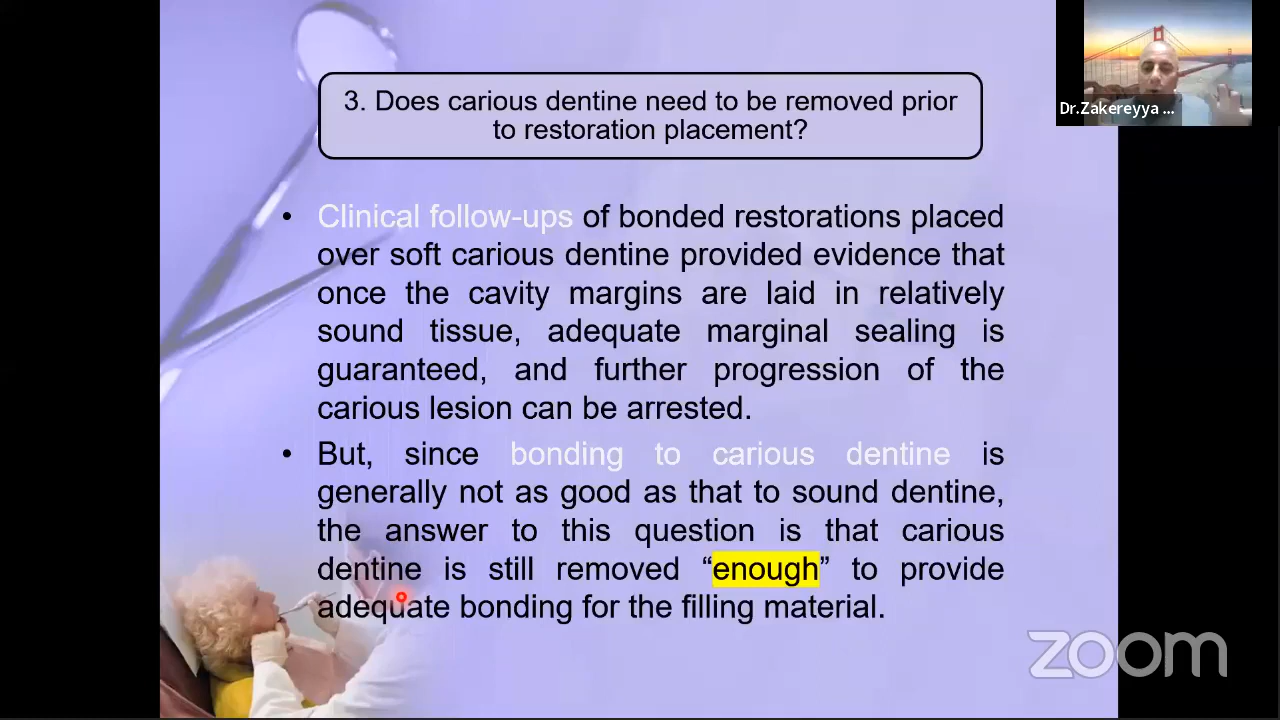 3. Does carious dentine need to be removed prior
to restoration placement?
Dr.Zakereyya ...
• Clinical follow-ups of bonded restorations placed
over soft carious dentine provided evidence that
once the cavity margins are laid in relatively
sound tissue, adequate marginal sealing is
guaranteed, and further progression of the
carious lesion can be arrested.
• But, since bonding to carious dentine is
generally not as good as that to sound dentine,
the answer to this question is that carious
dentine is still removed “enough” to provide
adequate bonding for the filling material.
zoom